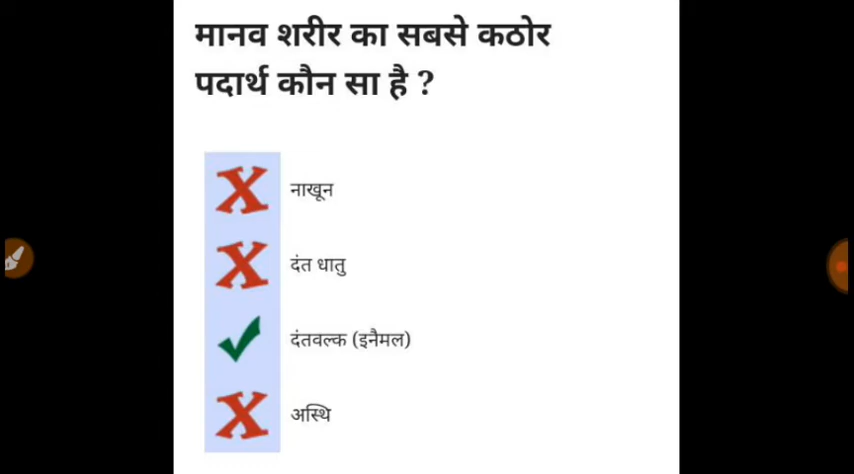 मानव शरीर का सबसे कठोर
पदार्थ कौन सा है ?
नाखून
दंत धातु
दंतवल्क (इनैमल)
अस्थि